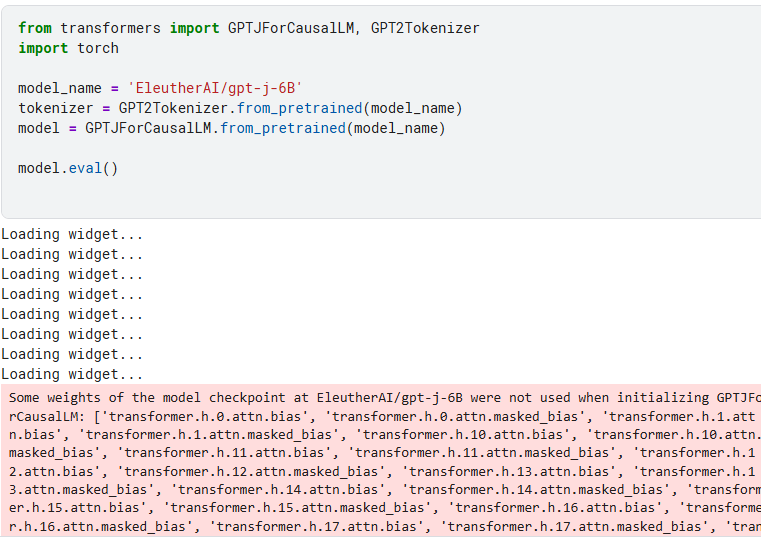 from transformers import GPTJForCausalLM, GPT2Tokenizer
import torch
model_name = 'EleutherAI/gpt-j-6B'
tokenizer = GPT2Tokenizer.from_pretrained(model_name)
model = GPTJForCausalLM.from_pretrained(model_name)
model.eval()
Loading widget...
Loading widget...
Loading widget...
Loading widget...
Loading widget...
Loading widget...
Loading widget...
Loading widget...
Some weights of the model checkpoint at EleutherAI/gpt-j-6B were not used when initializing GPTJFo
rCausalLM: ['transformer.h.0.attn.bias', 'transformer.h.0.attn.masked_bias', 'transformer.h.1.att
n.bias', 'transformer.h.1.attn.masked_bias', 'transformer.h.10.attn.bias', 'transformer.h.10.attn.
masked_bias', 'transformer.h.11.attn.bias', 'transformer.h.11.attn.masked_bias', 'transformer.h.1
2.attn.bias', 'transformer.h.12.attn.masked_bias', 'transformer.h.13.attn.bias', 'transformer.h.1
3.attn.masked_bias', 'transformer.h.14.attn.bias', 'transformer.h.14.attn.masked_bias', 'transform
er.h.15.attn.bias', 'transformer.h.15.attn.masked_bias', 'transformer.h.16.attn.bias', 'transforme
r.h.16.attn.masked_bias', 'transformer.h.17.attn.bias', 'transformer.h.17.attn.masked_bias', 'tran